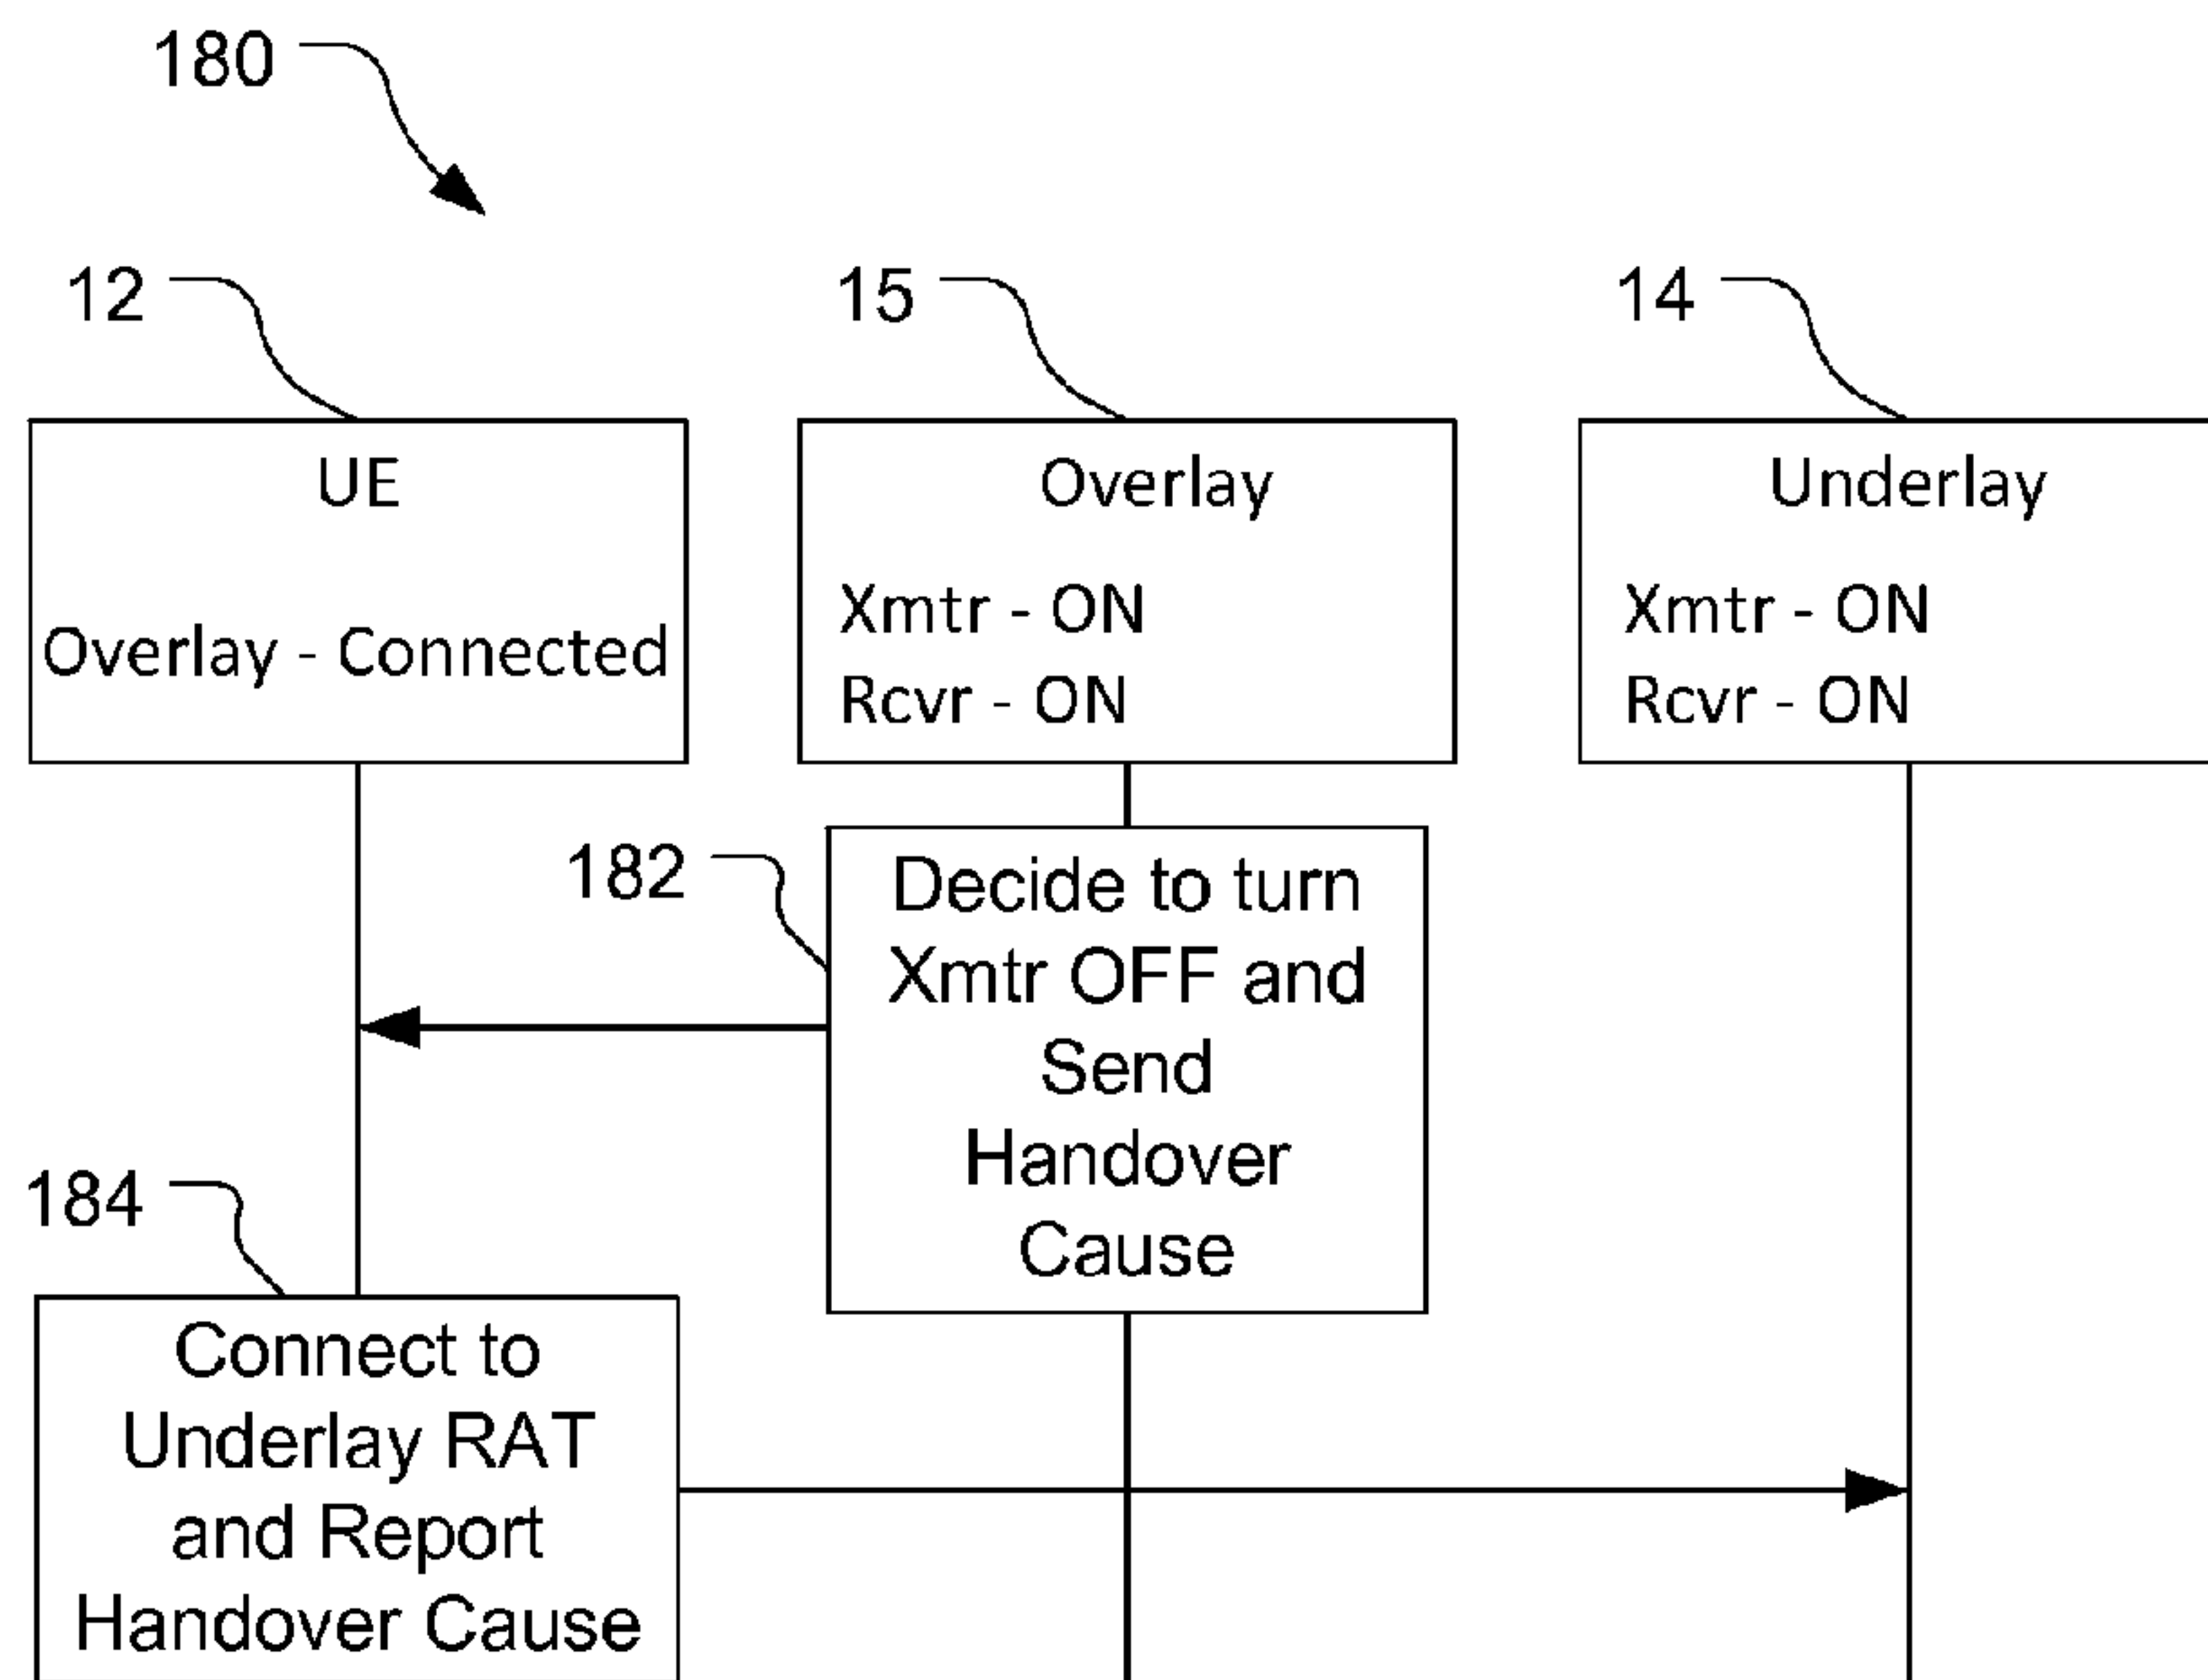 180
12
15
14
UE
Overlay - Connected
Overlay
Xmtr - ON
Rcvr - ON
Underlay
Xmtr - ON
Rcvr - ON
182
Decide to turn
Xmtr OFF and
Send
Handover
Cause
184
Connect to
Underlay RAT
and Report
Handover Cause